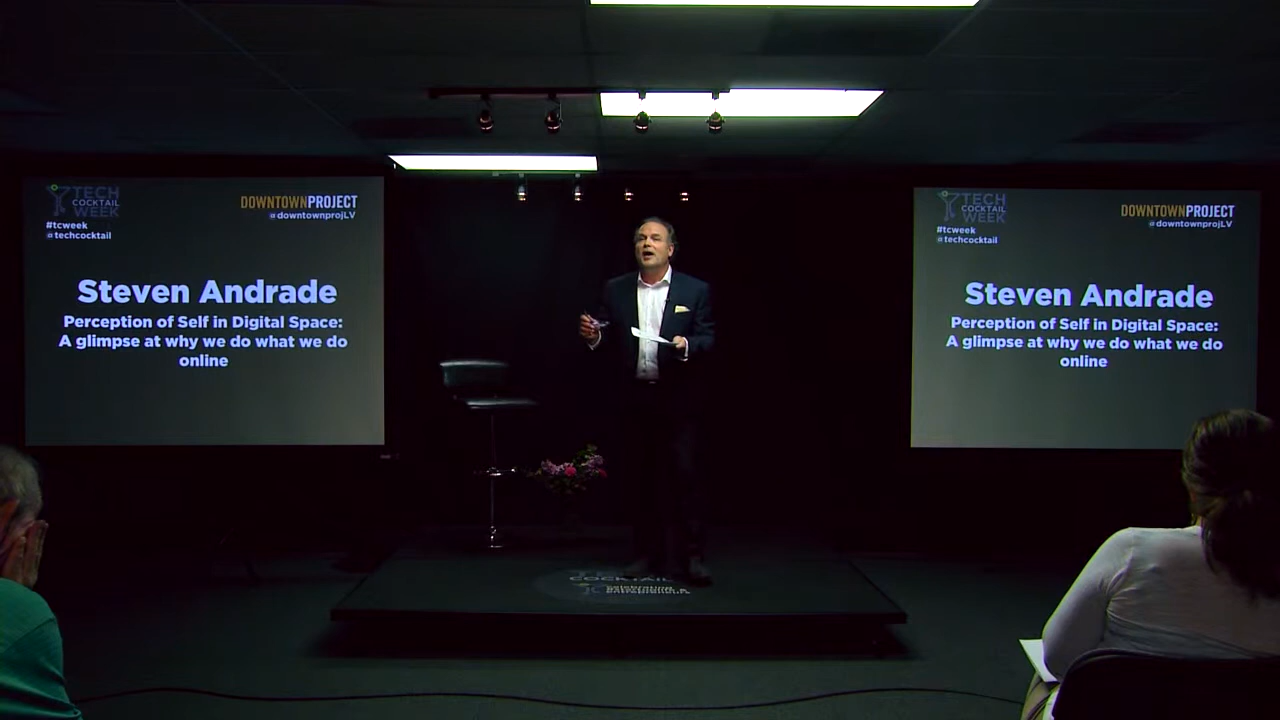 TECH
COCKTAIL
WEEK
#tcweek
@techcocktail
DOWNTOWNPROJECT
@downtownprojLV
Steven Andrade
Perception of Self in Digital Space:
A glimpse at why we do what we do
online
TECH
COCKTAIL
WEEK
#tcweek
@techcocktail
DOWNTOWNPROJECT
@downtownprojLV
Steven Andrade
Perception of Self in Digital Space:
A glimpse at why we do what we do
online
TECH
COCKTAIL